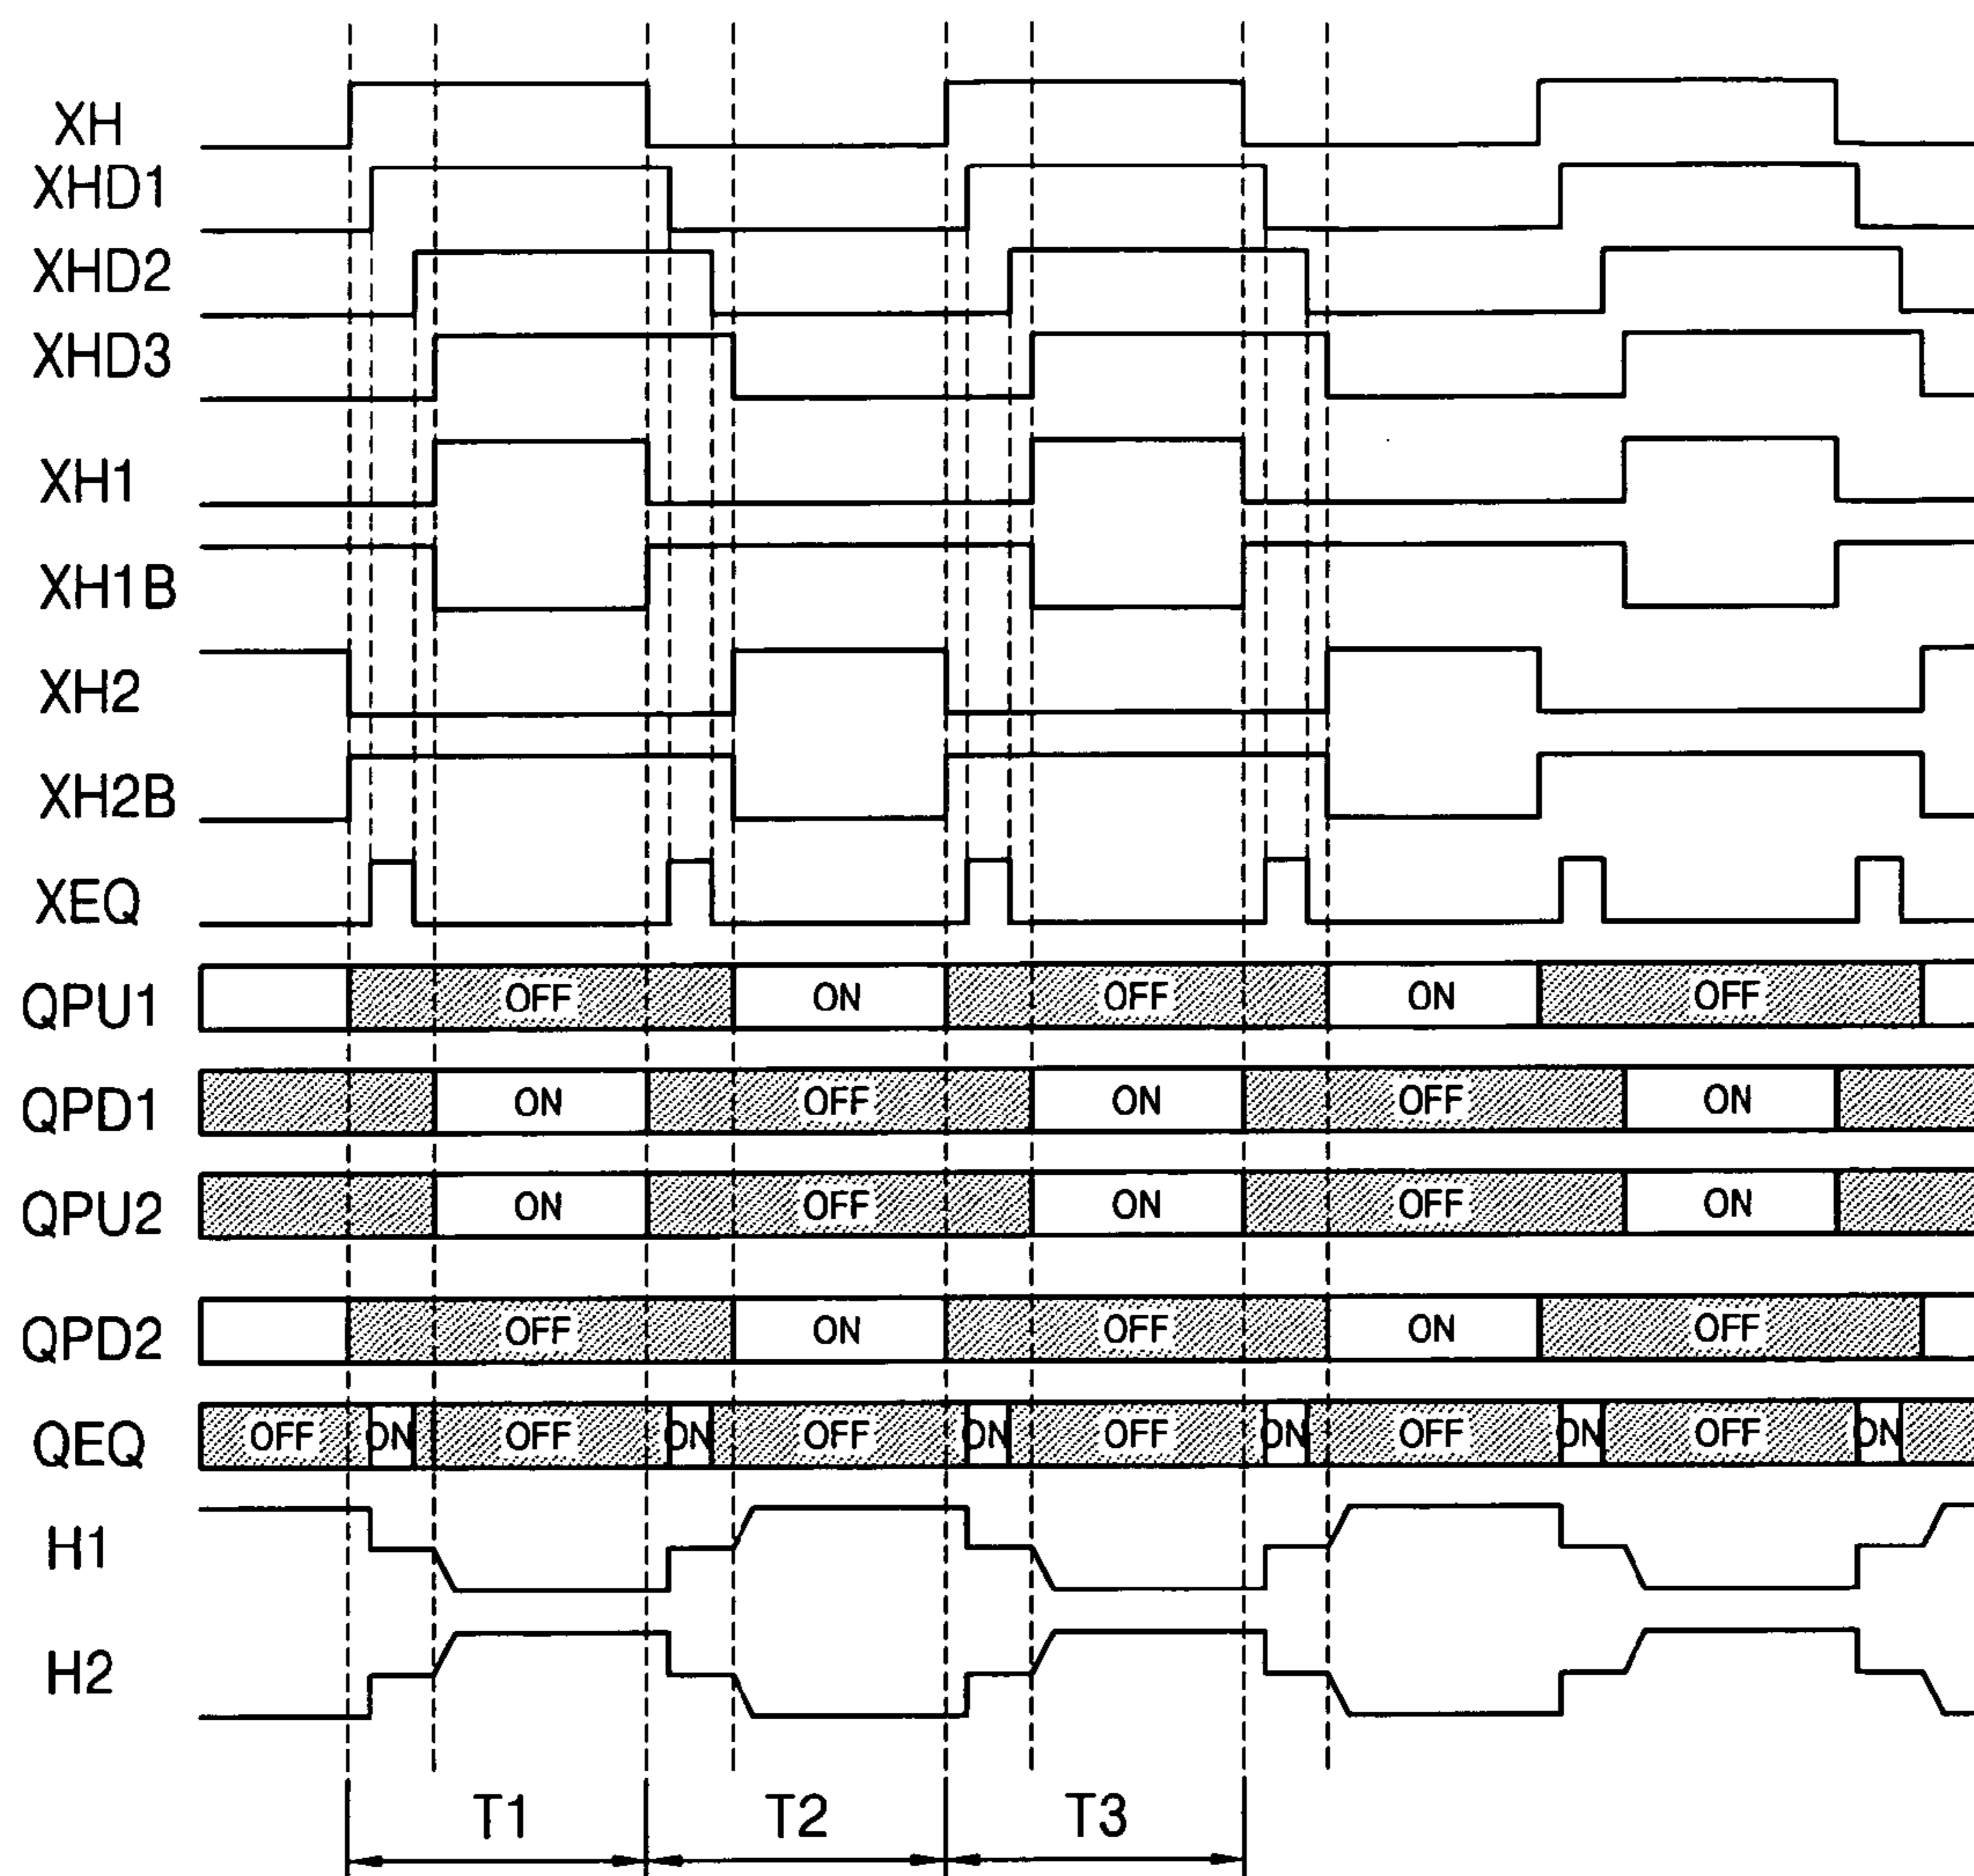 XH
XHD1
XHD2
XHD3
XH1
XH1B
XH2
XH2B
XEQ
QPU1 OFF ON OFF ON OFF
QPD1 ON OFF ON OFF ON
QPU2 ON OFF ON OFF ON
QPD2 OFF ON OFF ON OFF
QEQ OFF ON OFF ON OFF ON OFF ON OFF ON OFF ON
H1
H2
T1 T2 T3